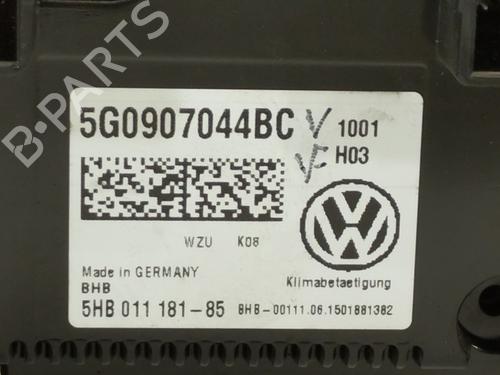 B-PARTS
5G0907044BC V 1001
VF H03
WZU K08
Made in GERMANY
BHB
Klimabetaetigung
5HB 011 181-85 BHB-00111.06.1501881382